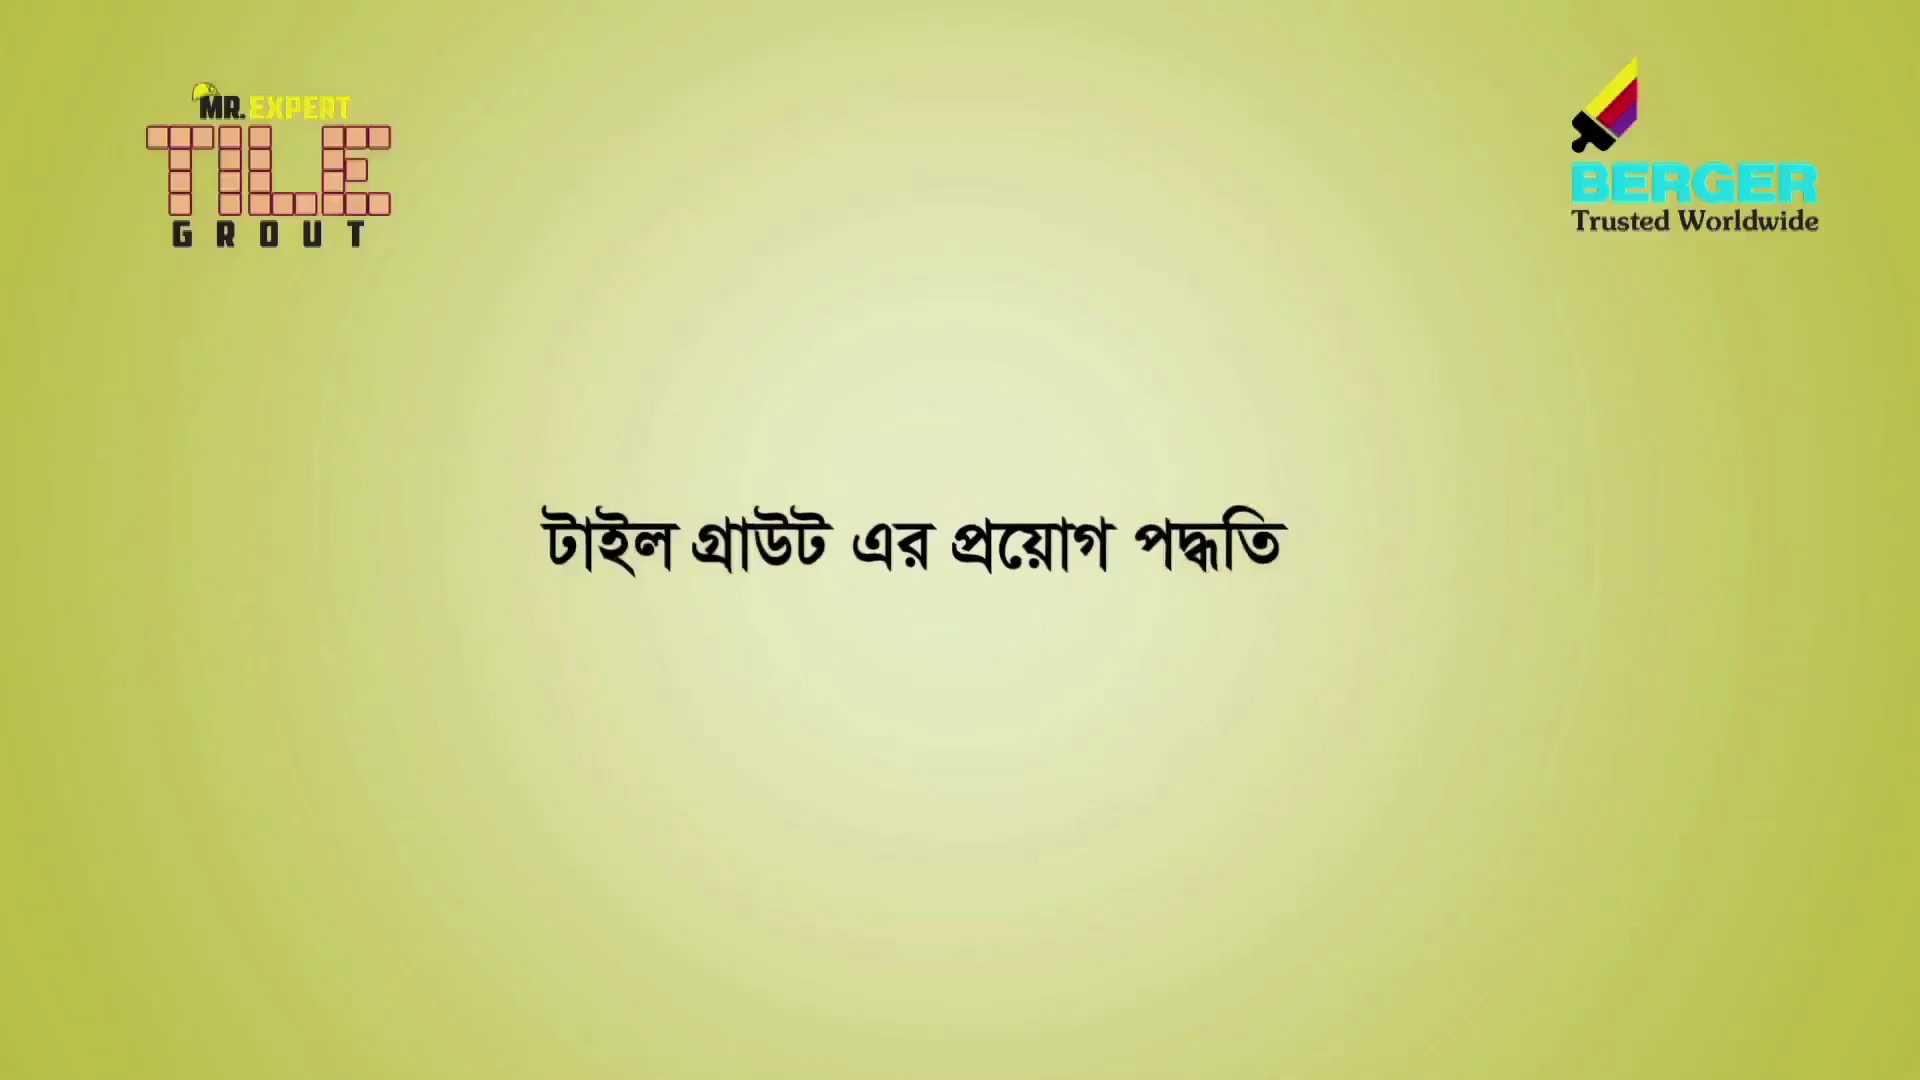 MR. EXPERT
TILE
GROUT
BERGER
Trusted Worldwide
টাইল গ্রাউট এর প্রয়োগ পদ্ধতি